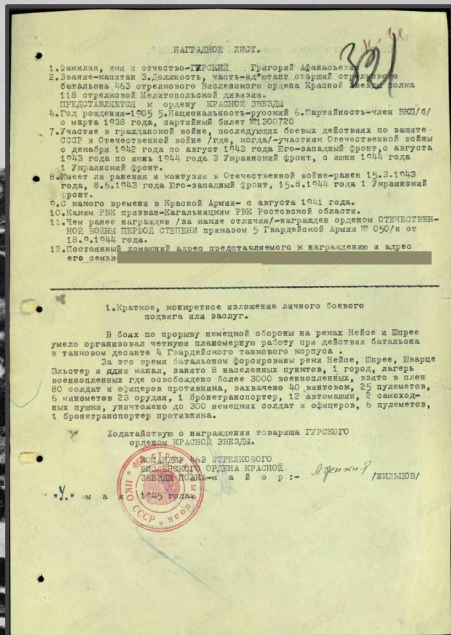 НАГРАДНОЙ ЛИСТ.
1.Фамилия, имя и отчество-ГУРСКИЙ Григорий Афанасьевич
2.Звание-капитан 3.Должность, часть-ад"ютант старший стрелкового
батальона 463 стрелкового Висленского ордена Красной Звезды полка
118 стрелковой Мелитопольской дивизии.
ПРЕДСТАВЛЯЕТСЯ к ордену КРАСНОЙ ЗВЕЗДЫ
4.Год рождения-1905 5.Национальность-русский 6.Партийность-член ВКП/б/
с марта 1938 года, партийный билет №1300720
7.Участие в гражданской войне, последующих боевых действиях по защите
СССР и Отечественной войне /где, когда/-участник Отечественной войны
с декабря 1942 года по август 1943 года Юго-западный фронт, с августа
1943 года по июнь 1944 года 3 Украинский фронт, с июня 1944 года
1 Украинский фронт.
8.Имеет ли ранения и контузии в Отечественной войне-ранен 15.3.1943
года, 8.6.1943 года Юго-Западный фронт, 15.8.1944 года 1 Украинский
фронт.
9.С какого времени в Красной Армии- с августа 1941 года.
10.Каким РВК призван-Кагальницким РВК Ростовской области.
11.Чем ранее награжден /за какие отличия/-награжден орденом ОТЕЧЕСТВЕН-
НОЙ ВОЙНЫ ПЕРВОЙ СТЕПЕНИ приказом 5 Гвардейской Армии № 050/н от
18.9.1944 года.
12.Постоянный домашний адрес представляемого к награждению и адрес
его семьи-
1.Краткое, конкретное изложение личного боевого
подвига или заслуг.
В боях по прорыву немецкой обороны на реках Нейсе и Шпрее
умело организовал четкую планомерную работу при действии батальона
в танковом десанте 4 Гвардейского танкового корпуса .
За это время батальоном форсированы реки Нейсе, Шпрее, Шварце
Эльстер и один канал, занято 8 населенных пунктов, 1 город, лагерь
военнопленных где освобождено более 3000 военнопленных, взято в плен
80 солдат и офицеров противника, захвачено 40 винтовок, 25 пулеметов,
6 минометов 23 орудия, 1 бронетранспортер, 12 автомашин, 2 самоход-
ных пушки, уничтожено до 300 немецких солдат и офицеров, 6 пулеметов,
1 бронетранспортер противника.
Ходатайствую о награждении товарища ГУРСКОГО
орденом КРАСНОЙ ЗВЕЗДЫ.
КОМАНДИР 463 СТРЕЛКОВОГО
ВИСЛЕНСКОГО ОРДЕНА КРАСНОЙ
ЗВЕЗДЫ ПОЛКА-м а й о р :- /ЖИЛЬЦОВ/
"4" м а я 1945 года.
НКО СССР